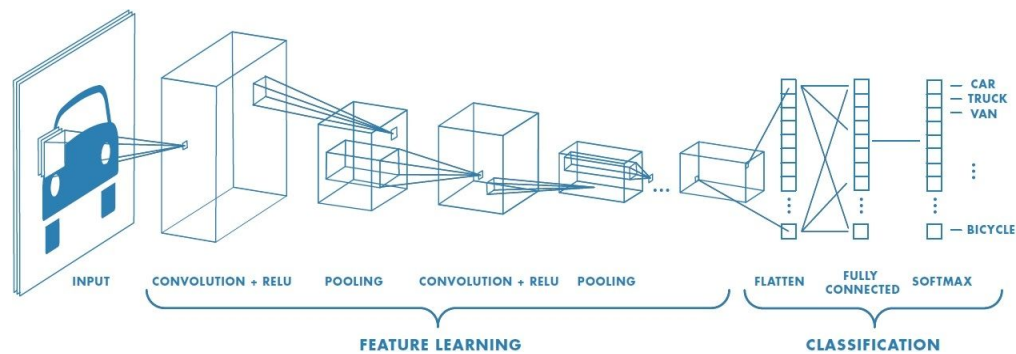 CAR
TRUCK
VAN
BICYCLE
INPUT
CONVOLUTION + RELU
POOLING
CONVOLUTION + RELU
POOLING
FLATTEN
FULLY
CONNECTED
SOFTMAX
FEATURE LEARNING
CLASSIFICATION